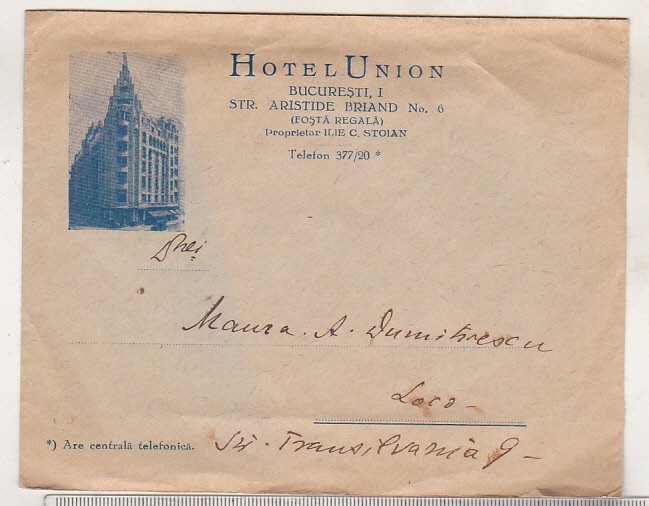 HOTEL UNION
BUCUREȘTI, I
STR. ARISTIDE BRIAND No. 6
(FOSTĂ REGALĂ)
Proprietar ILIE C. STOIAN
Telefon 377/20 *
Dnei
Maura. A. Dumitrescu
Loco -
*) Are centrală telefonică.
Str. Transilvania 9 -